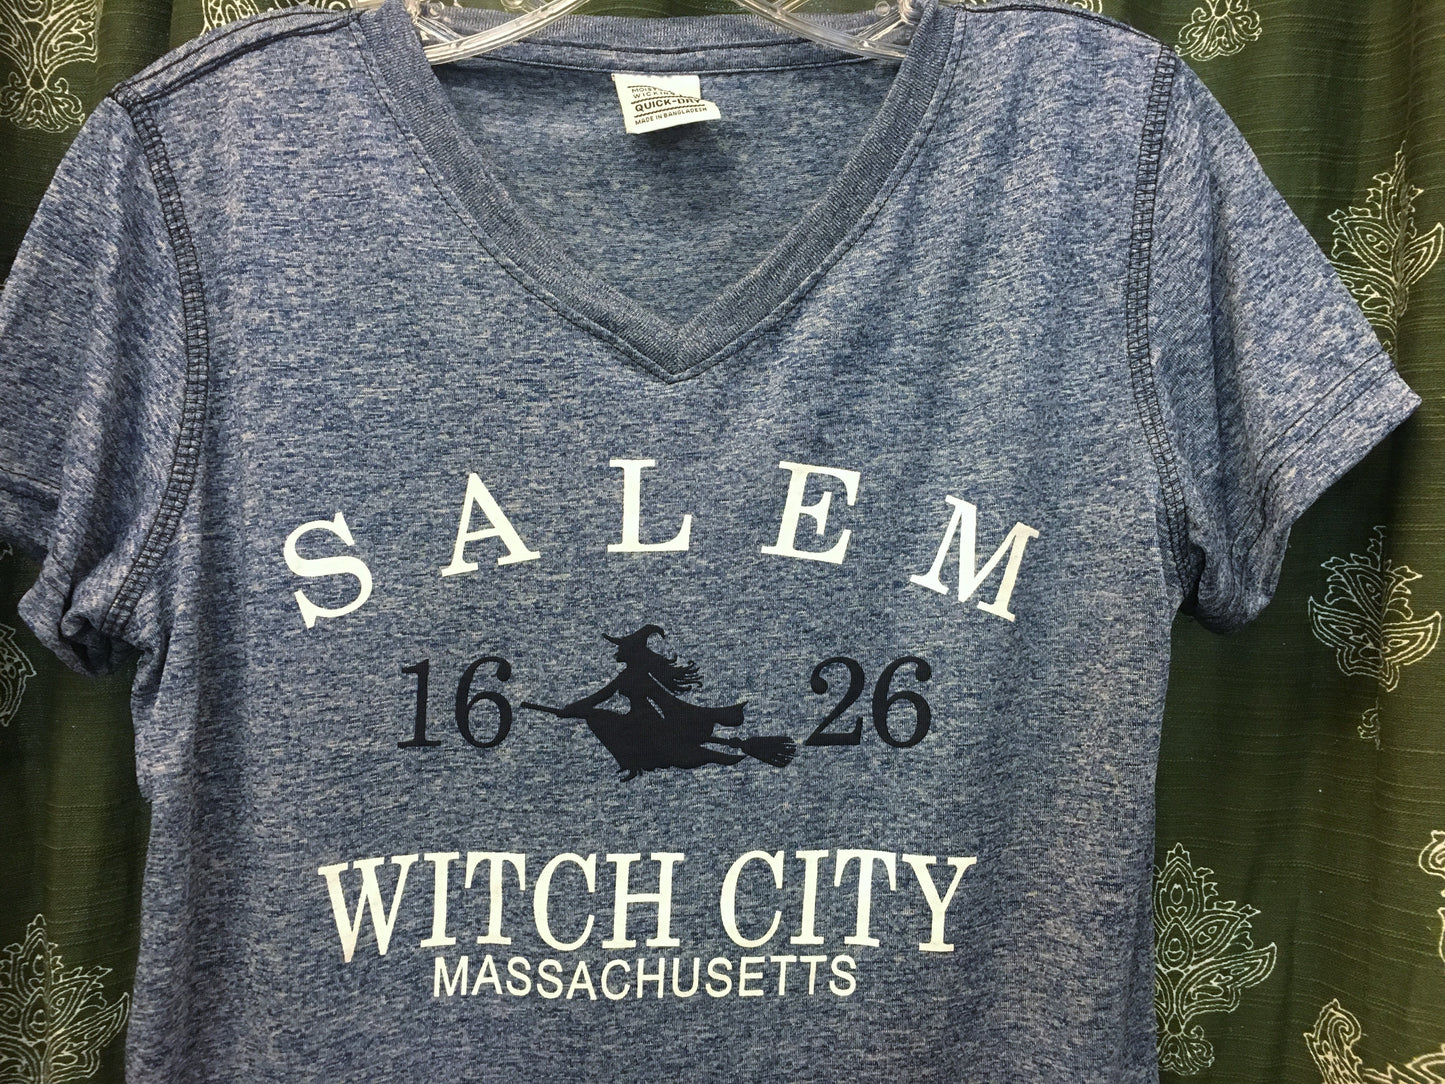 QUICK-DRY
MADE IN BANGLADESH
SALEM
16 26
WITCH CITY
MASSACHUSETTS